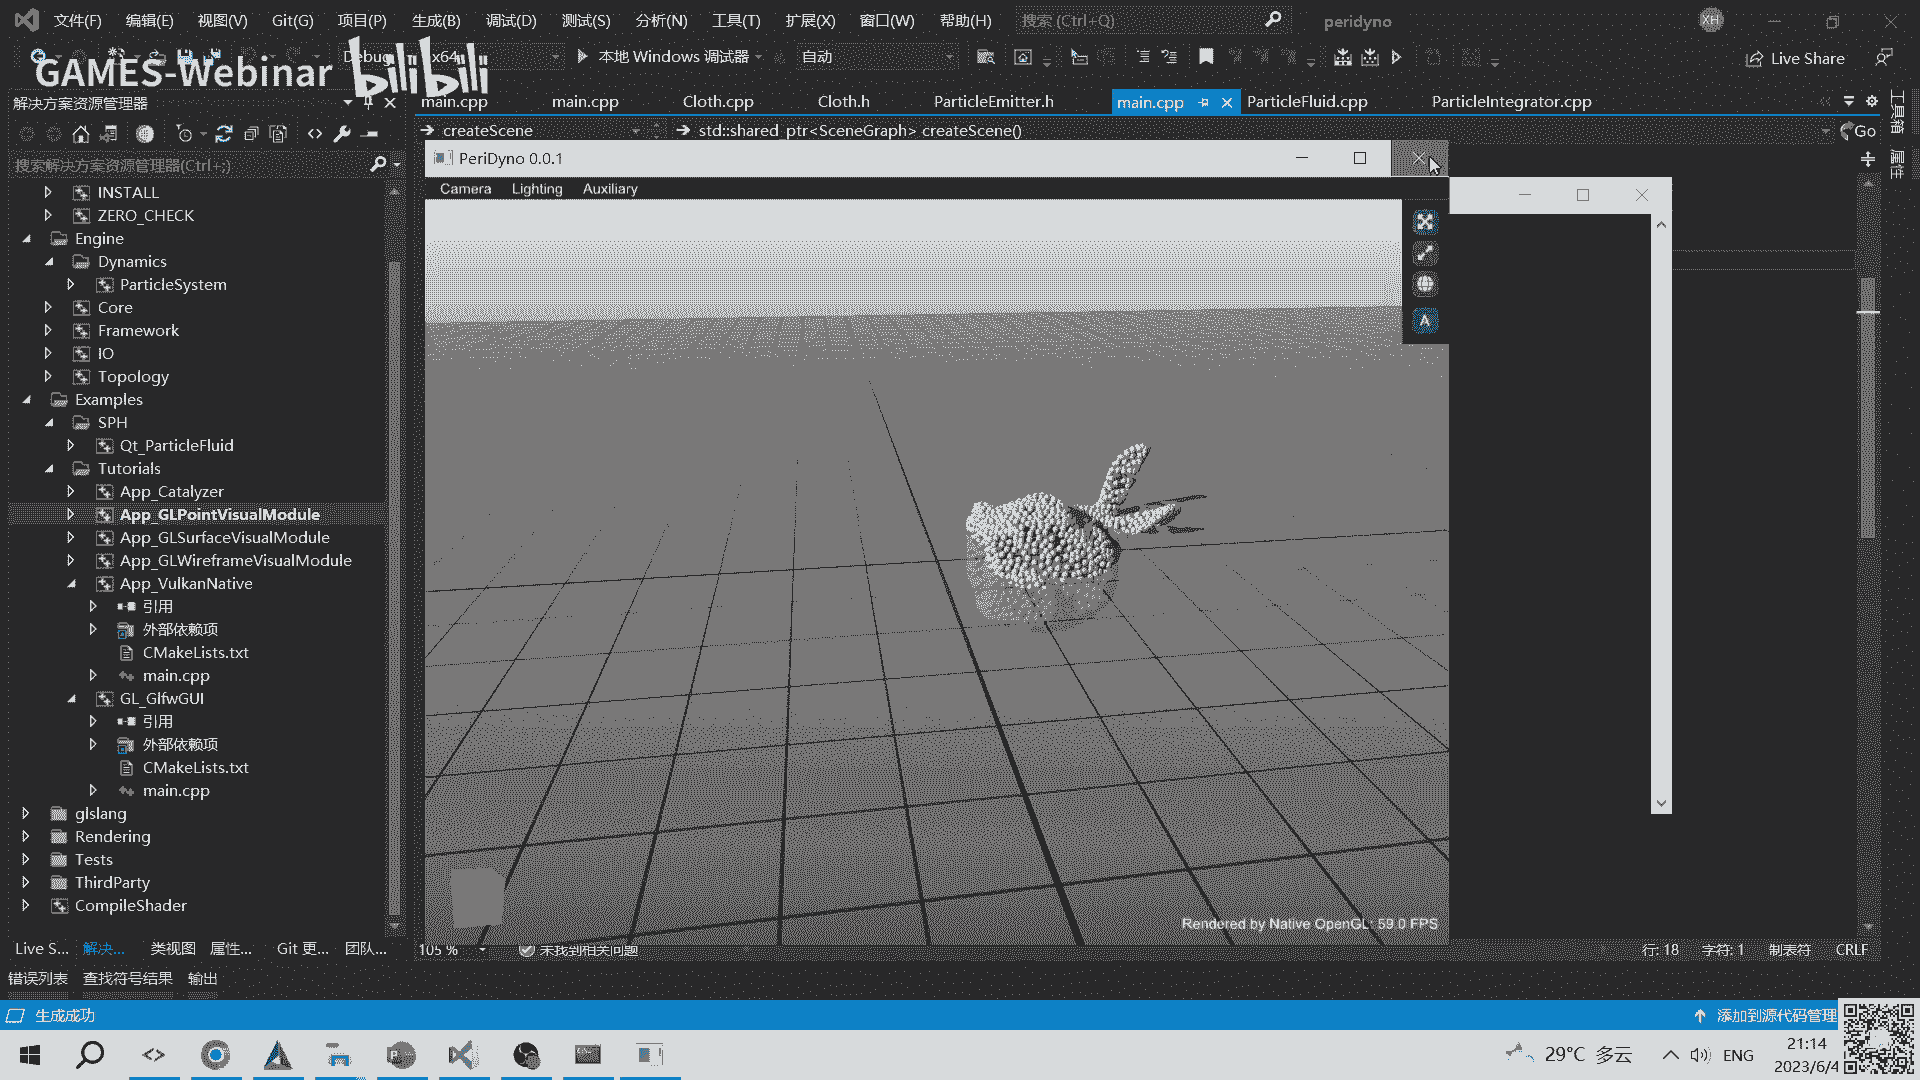 文件(F) 编辑(E) 视图(V) Git(G) 项目(P) 生成(B) 调试(D) 测试(S) 分析(N) 工具(T) 扩展(X) 窗口(W) 帮助(H) 搜索 (Ctrl+Q) peridyno XH
Debug x64 本地 Windows 调试器 自动 Live Share
GAMES-Webinar bilibili
解决方案资源管理器
main.cpp main.cpp Cloth.cpp Cloth.h ParticleEmitter.h main.cpp ParticleFluid.cpp ParticleIntegrator.cpp
createScene std::shared_ptr<SceneGraph> createScene() Go
搜索解决方案资源管理器(Ctrl+;)
INSTALL
ZERO_CHECK
Engine
Dynamics
ParticleSystem
Core
Framework
IO
Topology
Examples
SPH
Qt_ParticleFluid
Tutorials
App_Catalyzer
App_GLPointVisualModule
App_GLSurfaceVisualModule
App_GLWireframeVisualModule
App_VulkanNative
引用
外部依赖项
CMakeLists.txt
main.cpp
GL_GlfwGUI
引用
外部依赖项
CMakeLists.txt
main.cpp
glslang
Rendering
Tests
ThirdParty
CompileShader
PeriDyno 0.0.1
Camera Lighting Auxiliary
A
Rendered by Native OpenGL: 59.0 FPS
工具箱
属性
Live S... 解决... 类视图 属性... Git 更... 团队...
105 % 未找到相关问题 行: 18 字符: 1 制表符 CRLF
错误列表 查找符号结果 输出
生成成功 添加到源代码管理
29°C 多云 ENG
21:14
2023/6/4